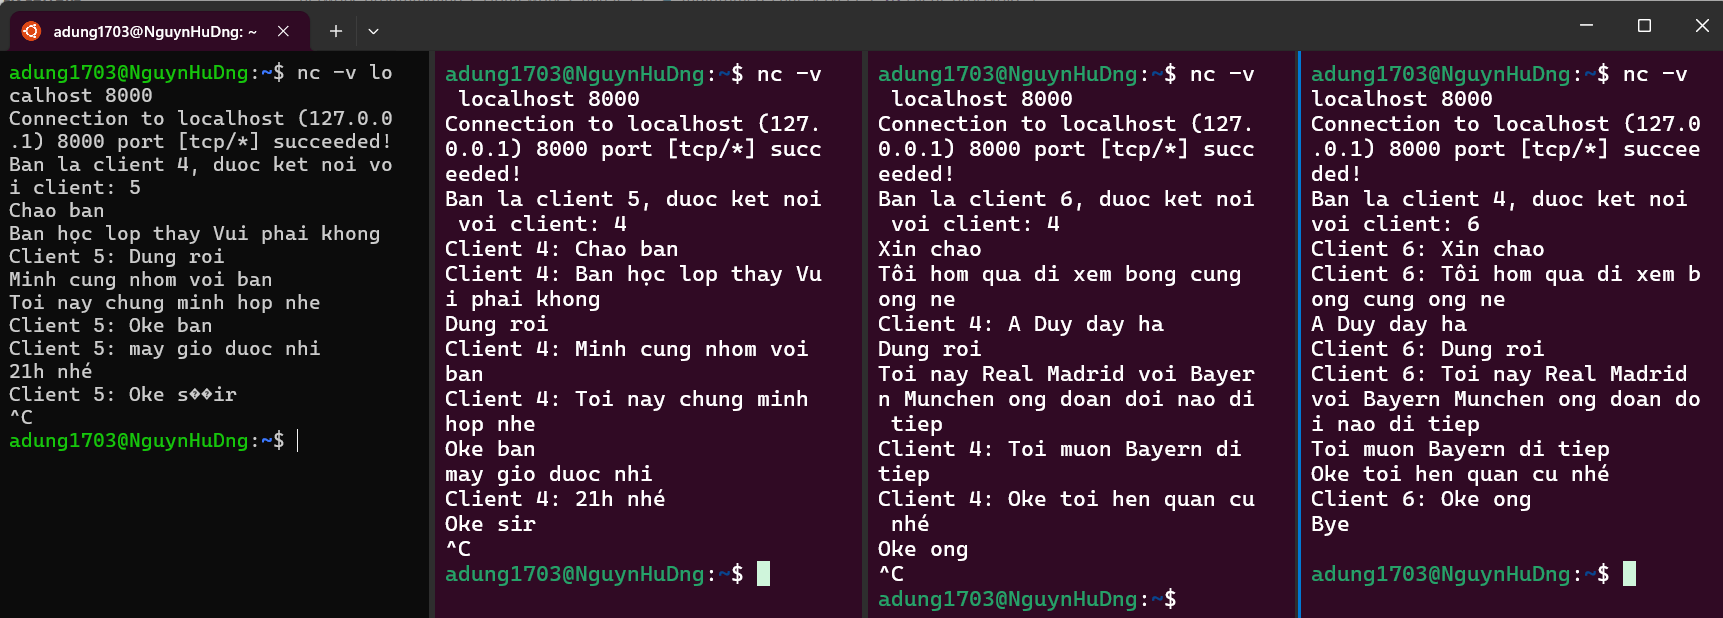 adung1703@NguynHuDng: ~
adung1703@NguynHuDng:~$ nc -v lo
calhost 8000
Connection to localhost (127.0.0
.1) 8000 port [tcp/*] succeeded!
Ban la client 4, duoc ket noi vo
i client: 5
Chao ban
Ban học lop thay Vui phai khong
Client 5: Dung roi
Minh cung nhom voi ban
Toi nay chung minh hop nhe
Client 5: Oke ban
Client 5: may gio duoc nhi
21h nhé
Client 5: Oke s��ir
^C
adung1703@NguynHuDng:~$
adung1703@NguynHuDng:~$ nc -v
 localhost 8000
Connection to localhost (127.
0.0.1) 8000 port [tcp/*] succ
eeded!
Ban la client 5, duoc ket noi
 voi client: 4
Client 4: Chao ban
Client 4: Ban học lop thay Vu
i phai khong
Dung roi
Client 4: Minh cung nhom voi
ban
Client 4: Toi nay chung minh
hop nhe
Oke ban
may gio duoc nhi
Client 4: 21h nhé
Oke sir
^C
adung1703@NguynHuDng:~$
adung1703@NguynHuDng:~$ nc -v
 localhost 8000
Connection to localhost (127.
0.0.1) 8000 port [tcp/*] succ
eeded!
Ban la client 6, duoc ket noi
 voi client: 4
Xin chao
Tôi hom qua di xem bong cung
ong ne
Client 4: A Duy day ha
Dung roi
Toi nay Real Madrid voi Bayer
n Munchen ong doan doi nao di
 tiep
Client 4: Toi muon Bayern di
tiep
Client 4: Oke toi hen quan cu
 nhé
Oke ong
^C
adung1703@NguynHuDng:~$
adung1703@NguynHuDng:~$ nc -v
localhost 8000
Connection to localhost (127.0
.0.1) 8000 port [tcp/*] succee
ded!
Ban la client 4, duoc ket noi
voi client: 6
Client 6: Xin chao
Client 6: Tôi hom qua di xem b
ong cung ong ne
A Duy day ha
Client 6: Dung roi
Client 6: Toi nay Real Madrid
voi Bayern Munchen ong doan do
i nao di tiep
Toi muon Bayern di tiep
Oke toi hen quan cu nhé
Client 6: Oke ong
Bye
adung1703@NguynHuDng:~$